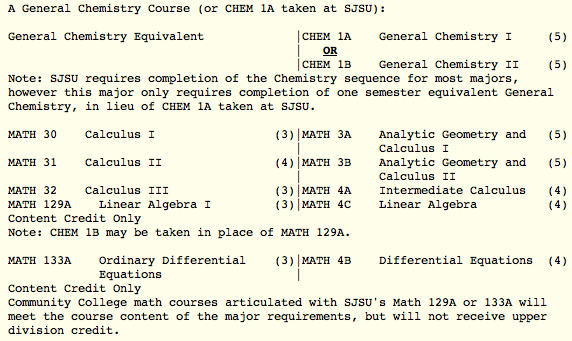 A General Chemistry Course (or CHEM 1A taken at SJSU):
General Chemistry Equivalent |CHEM 1A General Chemistry I (5)
| OR
|CHEM 1B General Chemistry II (5)
Note: SJSU requires completion of the Chemistry sequence for most majors,
however this major only requires completion of one semester equivalent General
Chemistry, in lieu of CHEM 1A taken at SJSU.
MATH 30 Calculus I (3)|MATH 3A Analytic Geometry and (5)
| Calculus I
MATH 31 Calculus II (4)|MATH 3B Analytic Geometry and (5)
| Calculus II
MATH 32 Calculus III (3)|MATH 4A Intermediate Calculus (4)
MATH 129A Linear Algebra I (3)|MATH 4C Linear Algebra (4)
Content Credit Only
Note: CHEM 1B may be taken in place of MATH 129A.
MATH 133A Ordinary Differential (3)|MATH 4B Differential Equations (4)
Equations |
Content Credit Only
Community College math courses articulated with SJSU's Math 129A or 133A will
meet the course content of the major requirements, but will not receive upper
division credit.